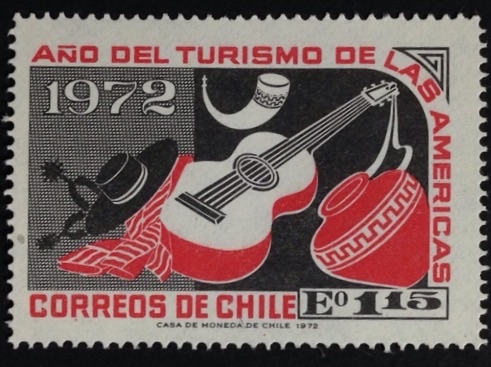 AÑO DEL TURISMO DE LAS AMERICAS
1972
CORREOS DE CHILE Eº 1 15
CASA DE MONEDA DE CHILE 1972